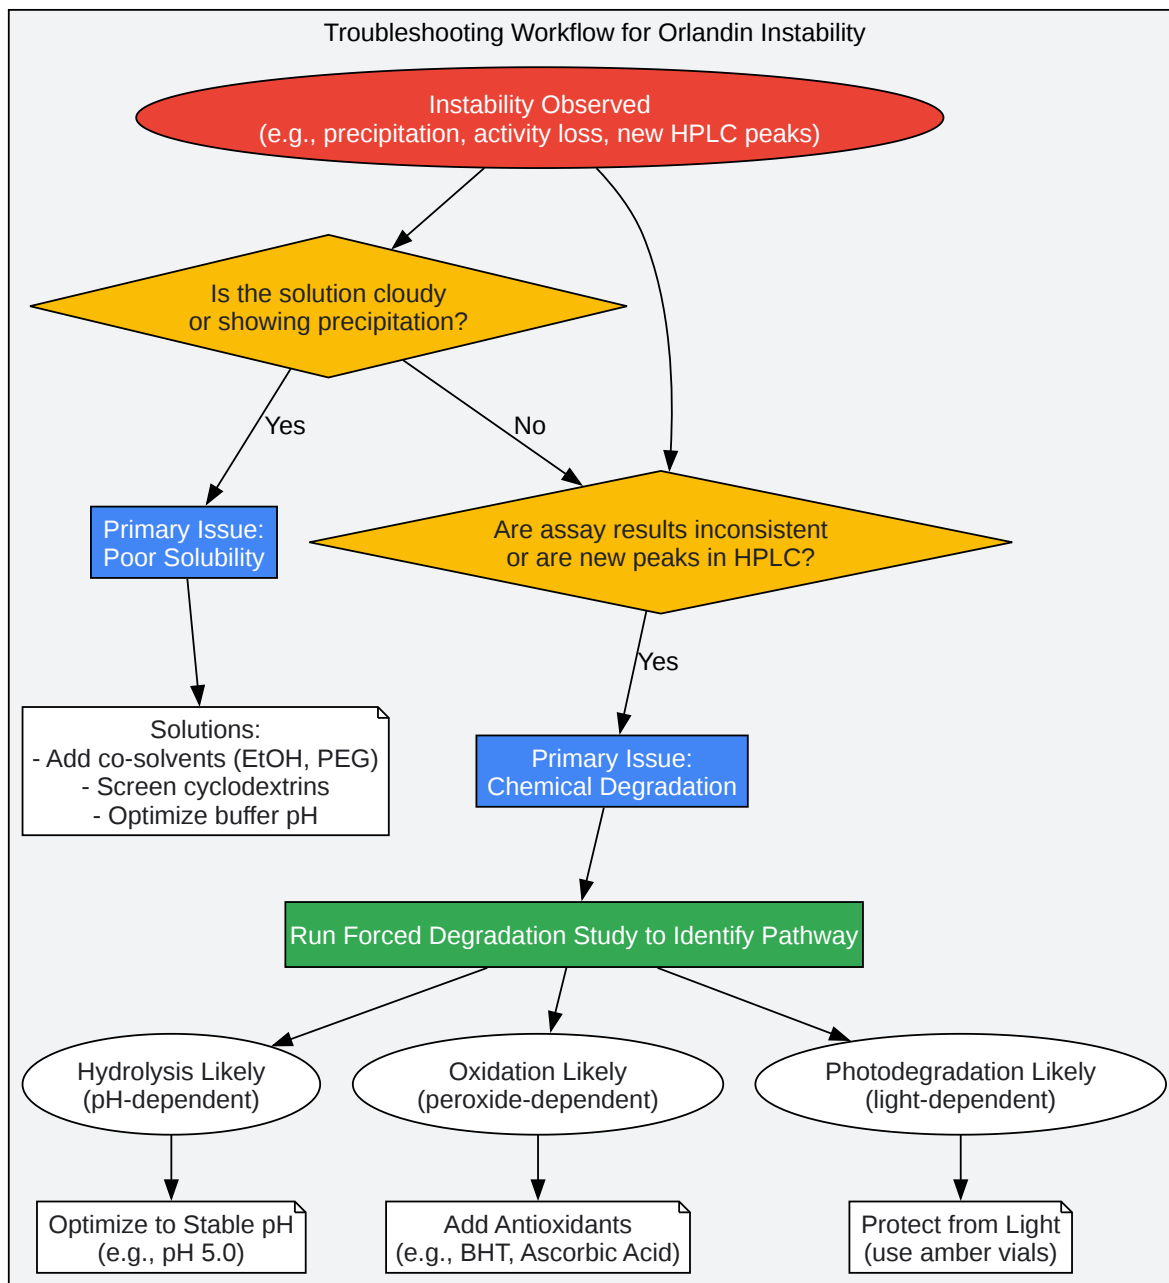 Troubleshooting Workflow for Orlandin Instability
Instability Observed
(e.g., precipitation, activity loss, new HPLC peaks)
Is the solution cloudy
or showing precipitation?
Yes
No
Primary Issue:
Poor Solubility
Are assay results inconsistent
or are new peaks in HPLC?
Yes
Solutions:
- Add co-solvents (EtOH, PEG)
- Screen cyclodextrins
- Optimize buffer pH
Primary Issue:
Chemical Degradation
Run Forced Degradation Study to Identify Pathway
Hydrolysis Likely
(pH-dependent)
Oxidation Likely
(peroxide-dependent)
Photodegradation Likely
(light-dependent)
Optimize to Stable pH
(e.g., pH 5.0)
Add Antioxidants
(e.g., BHT, Ascorbic Acid)
Protect from Light
(use amber vials)